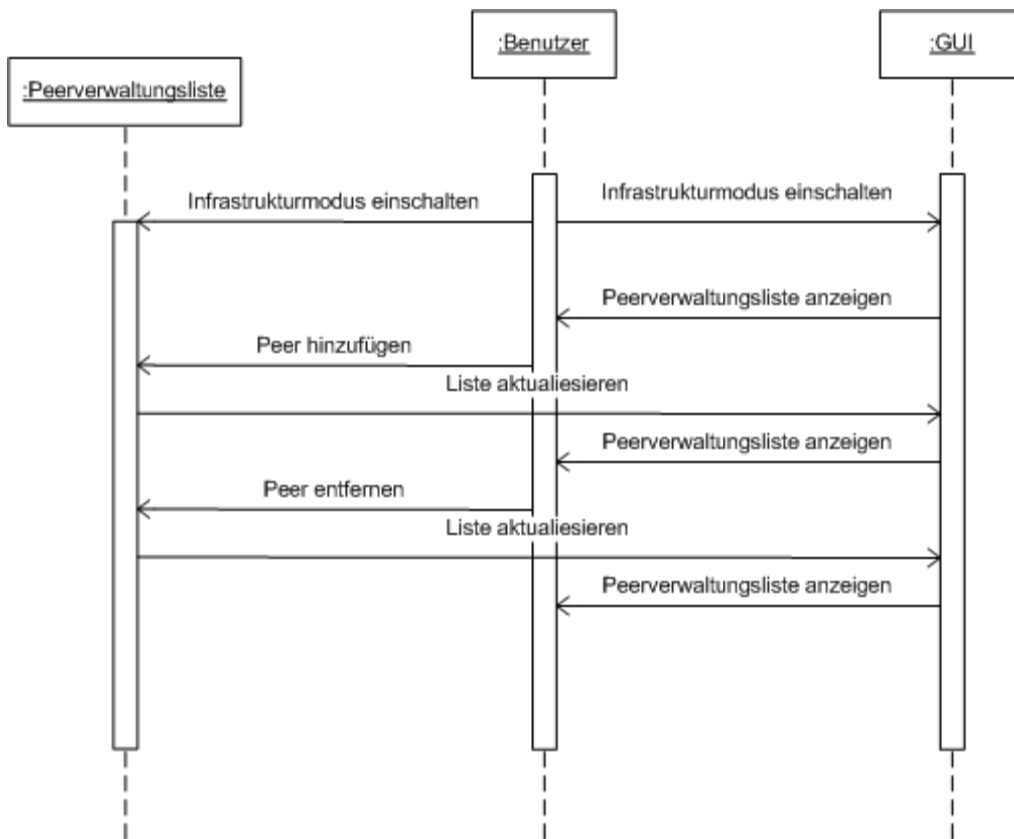 :Peerverwaltungsliste
:Benutzer
:GUI
Infrastrukturmodus einschalten
Infrastrukturmodus einschalten
Peerverwaltungsliste anzeigen
Peer hinzufügen
Liste aktualiesieren
Peerverwaltungsliste anzeigen
Peer entfernen
Liste aktualiesieren
Peerverwaltungsliste anzeigen